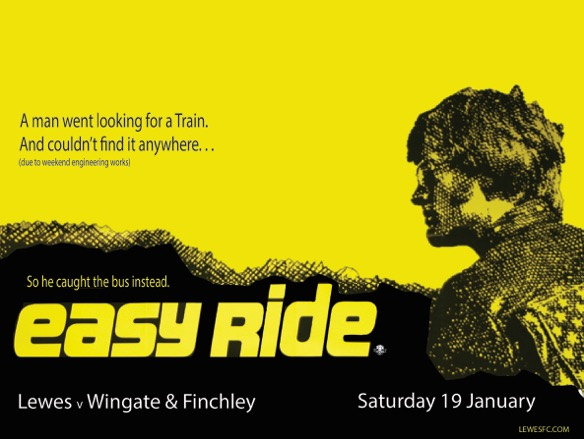 A man went looking for a Train.
And couldn't find it anywhere...
(due to weekend engineering works)
So he caught the bus instead.
easy Ride
Lewes v Wingate & Finchley
Saturday 19 January
LEWESFC.COM